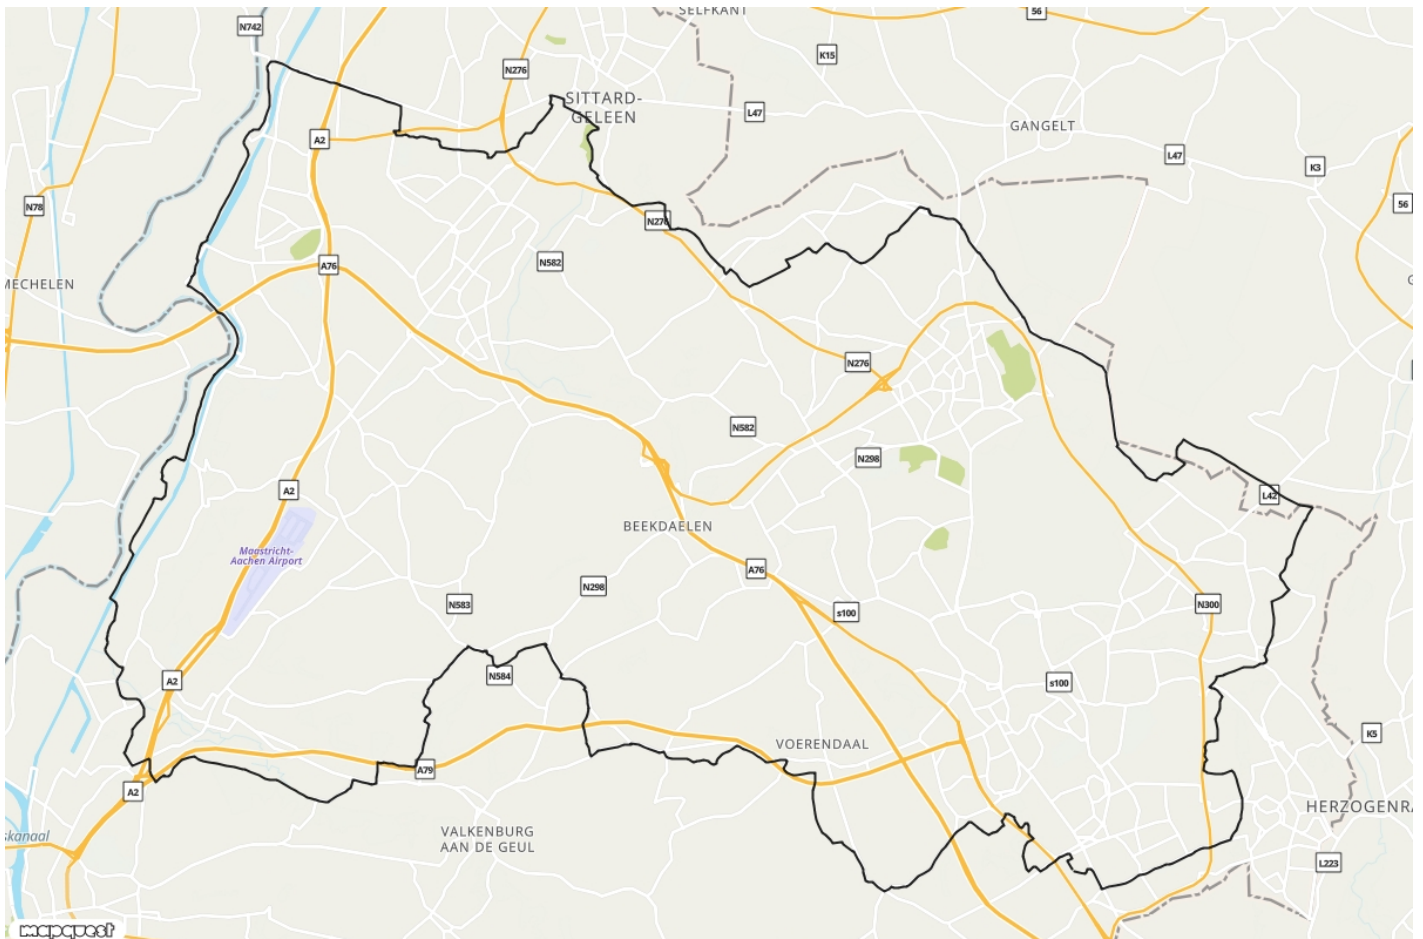 SELFKANT
56
N742
K15
N276
SITTARD-
GELEEN
L47
GANGELT
A2
L47
K3
N78
56
N276
N582
A76
MECHELEN
N276
N582
N298
A2
L42
BEEKDAELEN
Maastricht-
Aachen Airport
A76
N298
N583
s100
N300
N584
A2
s100
K5
VOERENDAAL
A79
A2
HERZOGENRA
VALKENBURG
AAN DE GEUL
skanaal
L223
mapquest